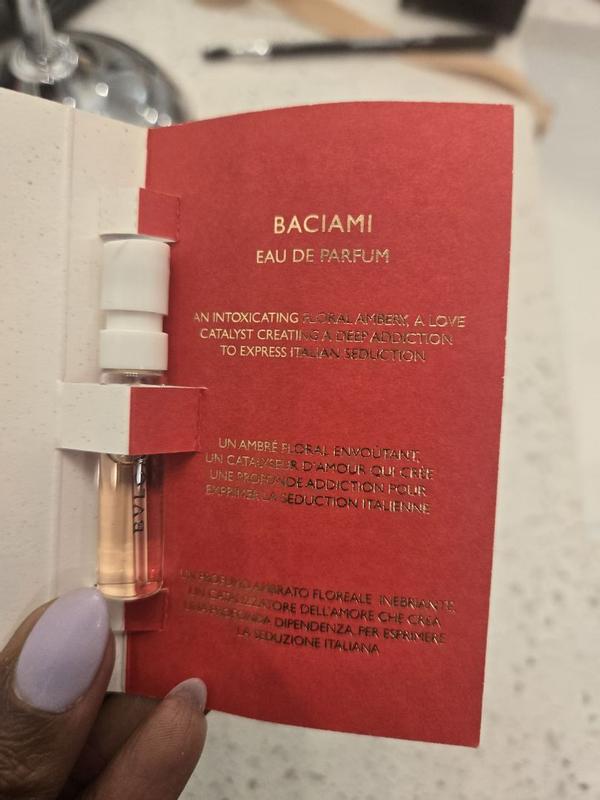 BACIAMI
EAU DE PARFUM
AN INTOXICATING FLORAL AMBERY, A LOVE
CATALYST CREATING A DEEP ADDICTION
TO EXPRESS ITALIAN SEDUCTION
UN AMBRÉ FLORAL ENVOÛTANT,
UN CATALYSEUR D'AMOUR QUI CRÉE
UNE PROFONDE ADDICTION POUR
EXPRIMER LA SÉDUCTION ITALIENNE
UN PROFUMO AMBRATO FLOREALE INEBRIANTE,
UN CATALIZZATORE DELL'AMORE CHE CREA
UNA PROFONDA DIPENDENZA PER ESPRIMERE
LA SEDUZIONE ITALIANA